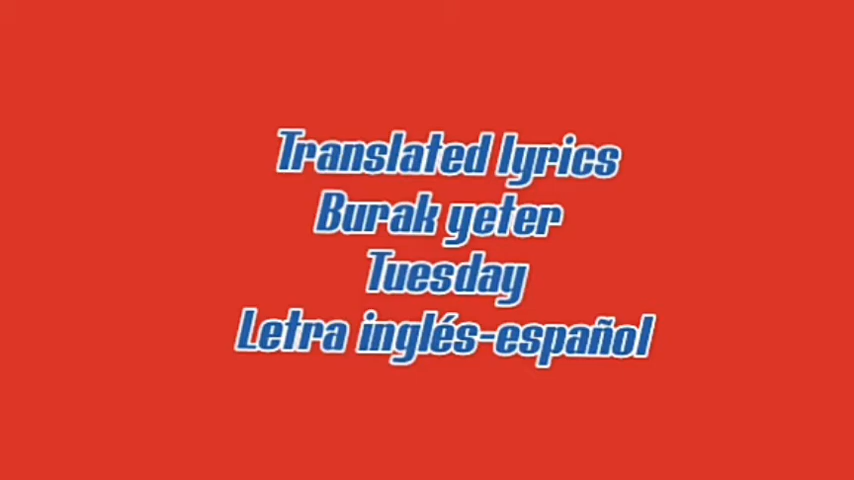 Translated lyrics
Burak yeter
Tuesday
Letra inglés-español